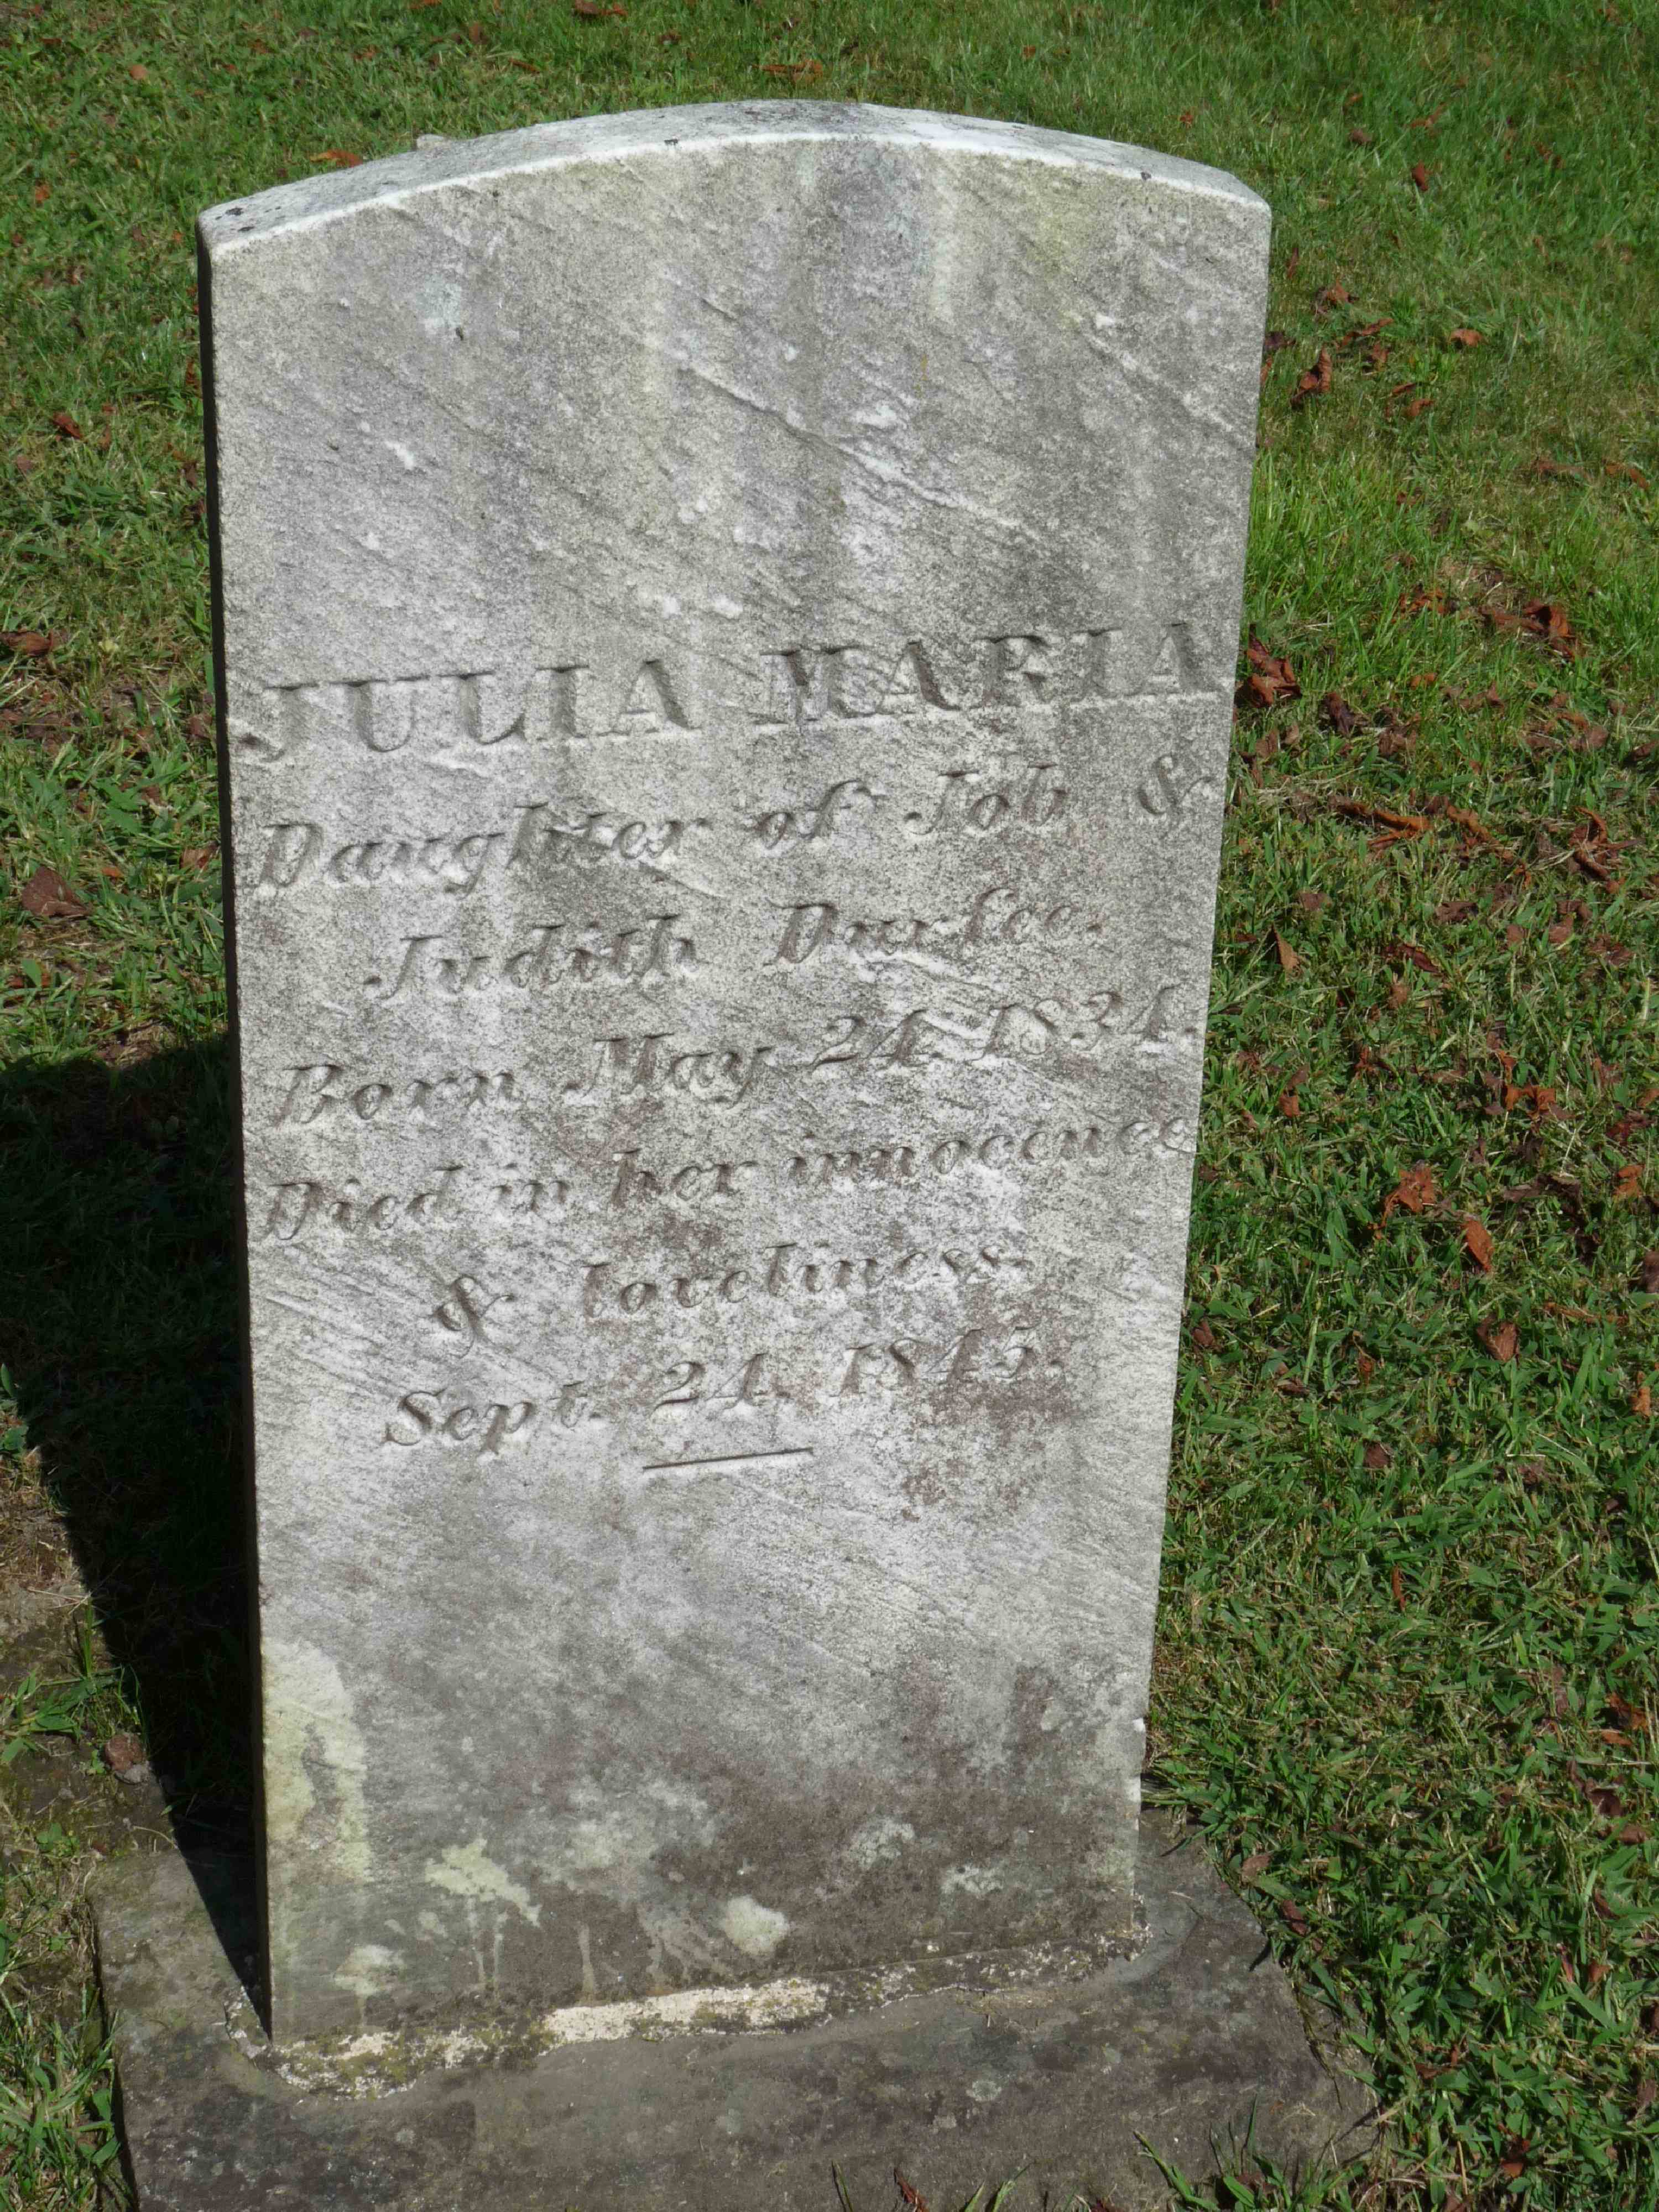 JULIA MARIA
Daughter of Job &
Judith Durfee.
Born May 24, 1834.
Died in her innocence
& loveliness.
Sept. 24, 1845.